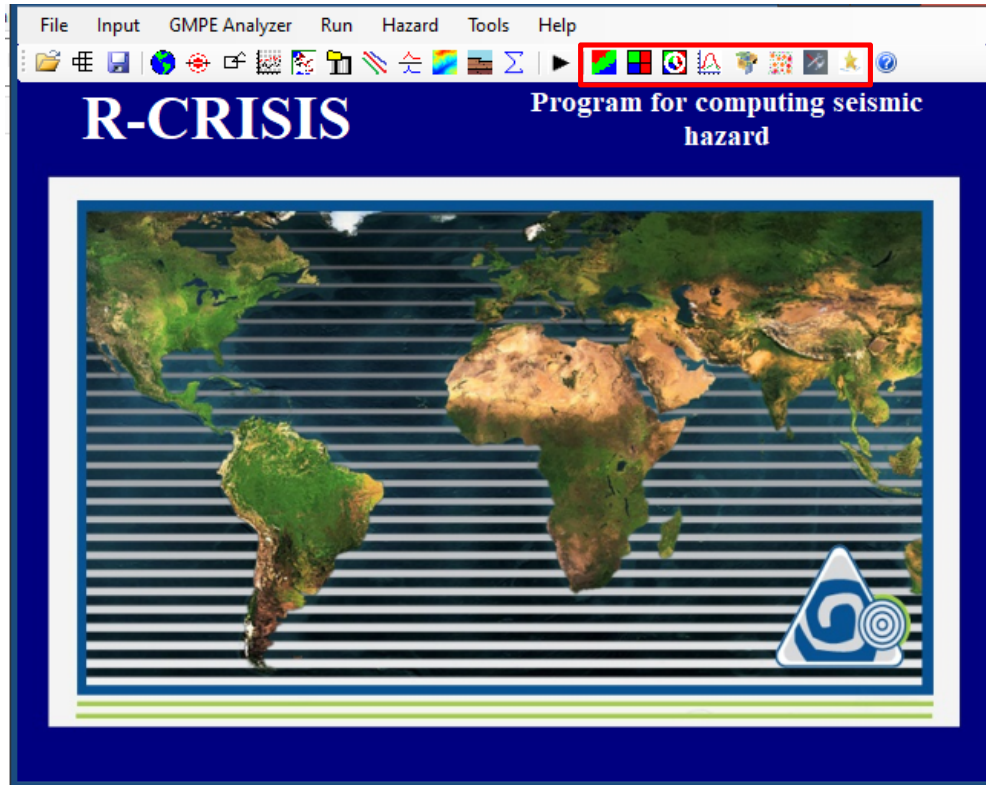 File Input GMPE Analyzer Run Hazard Tools Help
R-CRISIS
Program for computing seismic
hazard